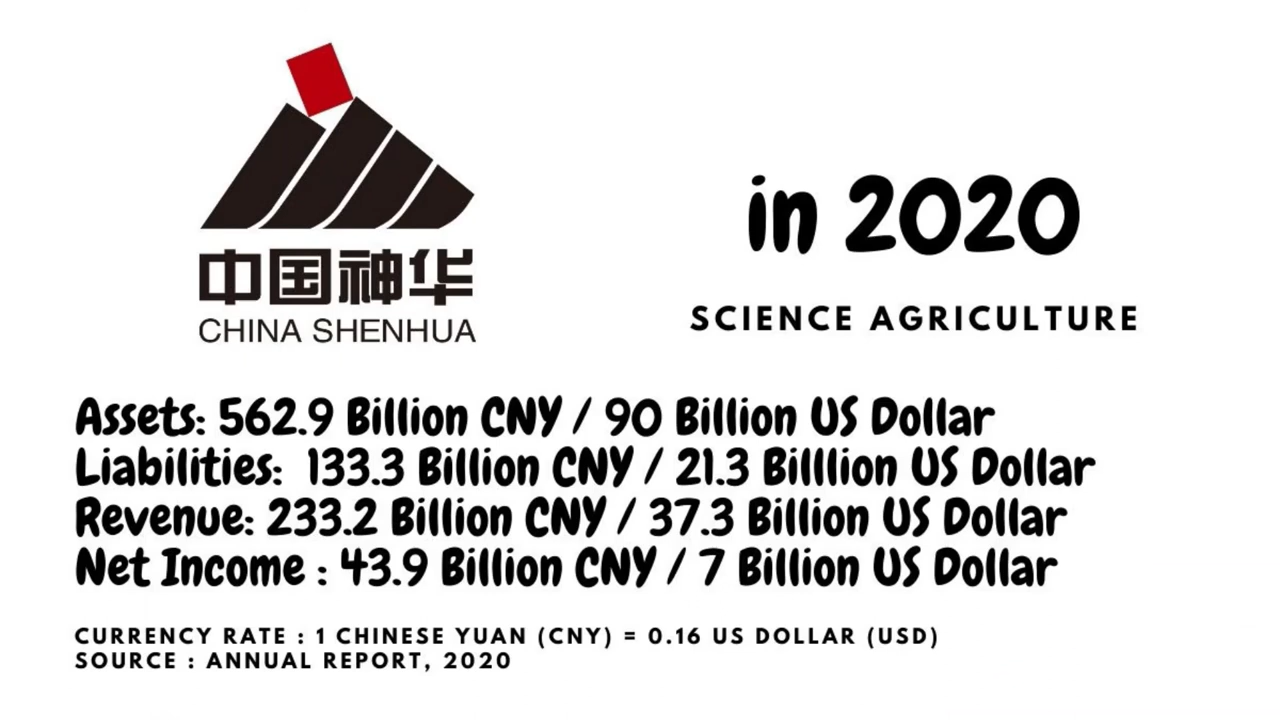 中国神华
CHINA SHENHUA
in 2020
SCIENCE AGRICULTURE
Assets: 562.9 Billion CNY / 90 Billion US Dollar
Liabilities: 133.3 Billion CNY / 21.3 Billlion US Dollar
Revenue: 233.2 Billion CNY / 37.3 Billion US Dollar
Net Income : 43.9 Billion CNY / 7 Billion US Dollar
CURRENCY RATE : 1 CHINESE YUAN (CNY) = 0.16 US DOLLAR (USD)
SOURCE : ANNUAL REPORT, 2020